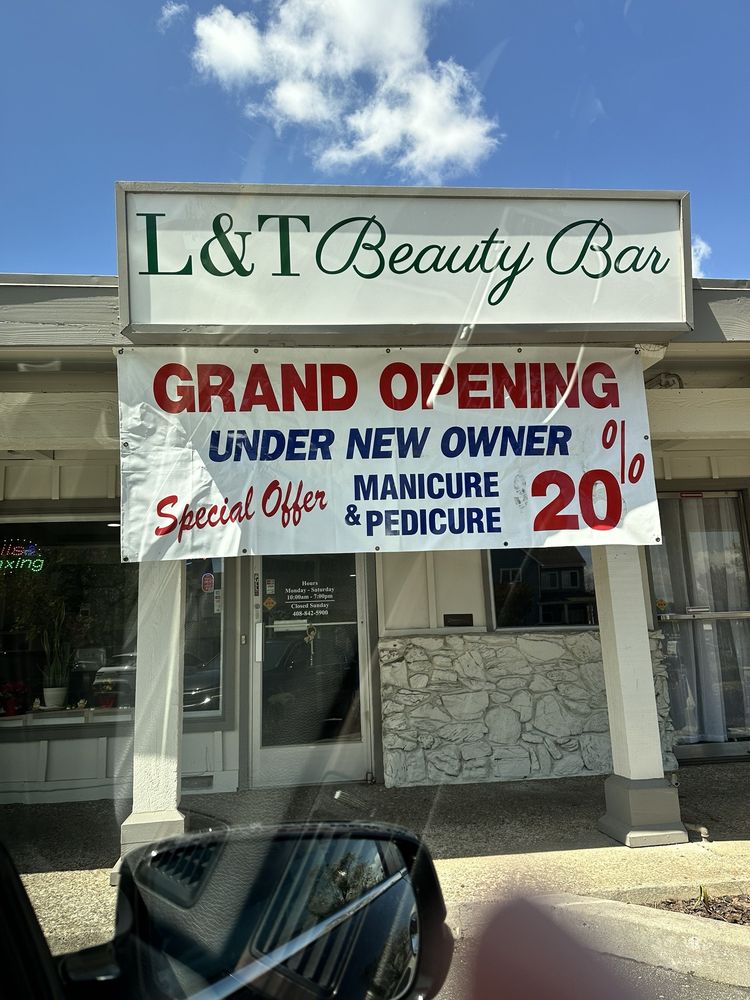 L&T Beauty Bar
GRAND OPENING
UNDER NEW OWNER
Special Offer
MANICURE
& PEDICURE
20%
axing
Hours
Monday - Saturday
10:00am - 7:00pm
Closed Sunday
408-842-5900